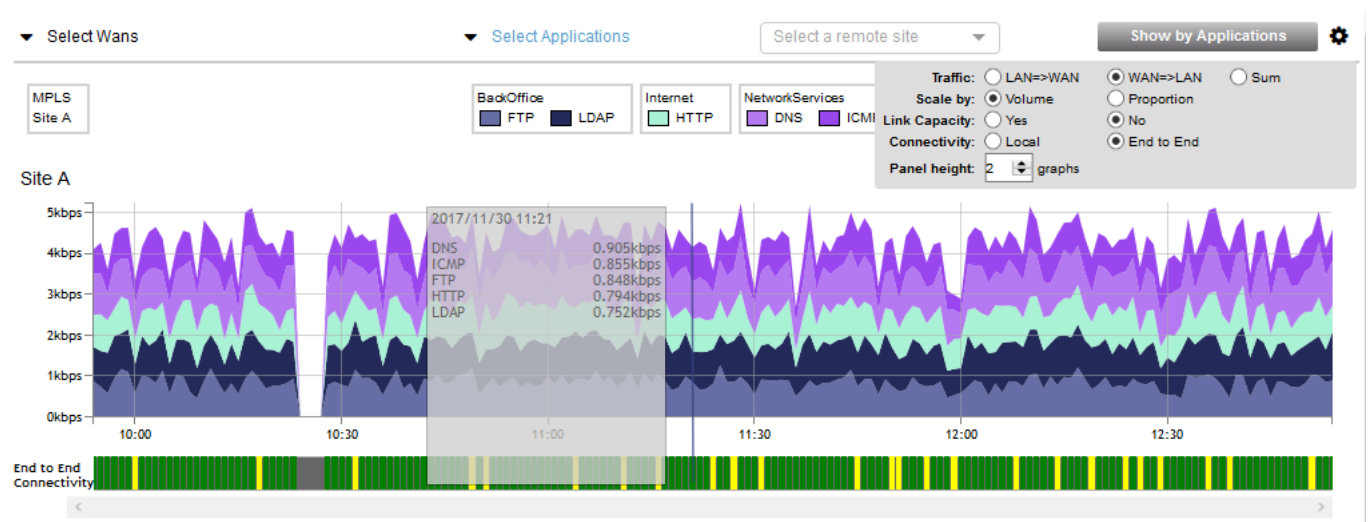 Select Wans
Select Applications
Select a remote site
Show by Applications
Traffic: LAN=>WAN WAN=>LAN Sum
Scale by: Volume Proportion
Link Capacity: Yes No
Connectivity: Local End to End
Panel height: 2 graphs
MPLS
Site A
BackOffice
FTP LDAP
Internet
HTTP
NetworkServices
DNS ICM
Site A
5kbps
4kbps
3kbps
2kbps
1kbps
0kbps
2017/11/30 11:21
DNS 0.905kbps
ICMP 0.855kbps
FTP 0.848kbps
HTTP 0.794kbps
LDAP 0.752kbps
10:00 10:30 11:00 11:30 12:00 12:30
End to End
Connectivity